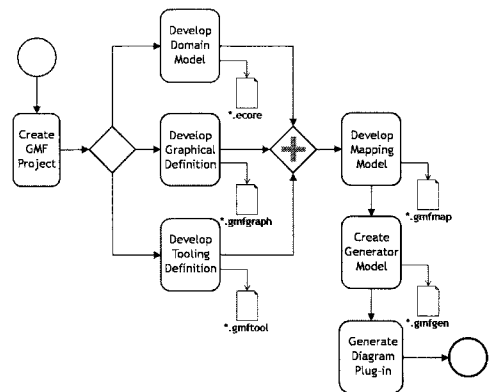 Develop
Domain
Model
*.ecore
Create
GMF
Project
Develop
Graphical
Definition
*.gmfgraph
Develop
Tooling
Definition
*.gmftool
Develop
Mapping
Model
*.gmfmap
Create
Generator
Model
*.gmfgen
Generate
Diagram
Plug-in